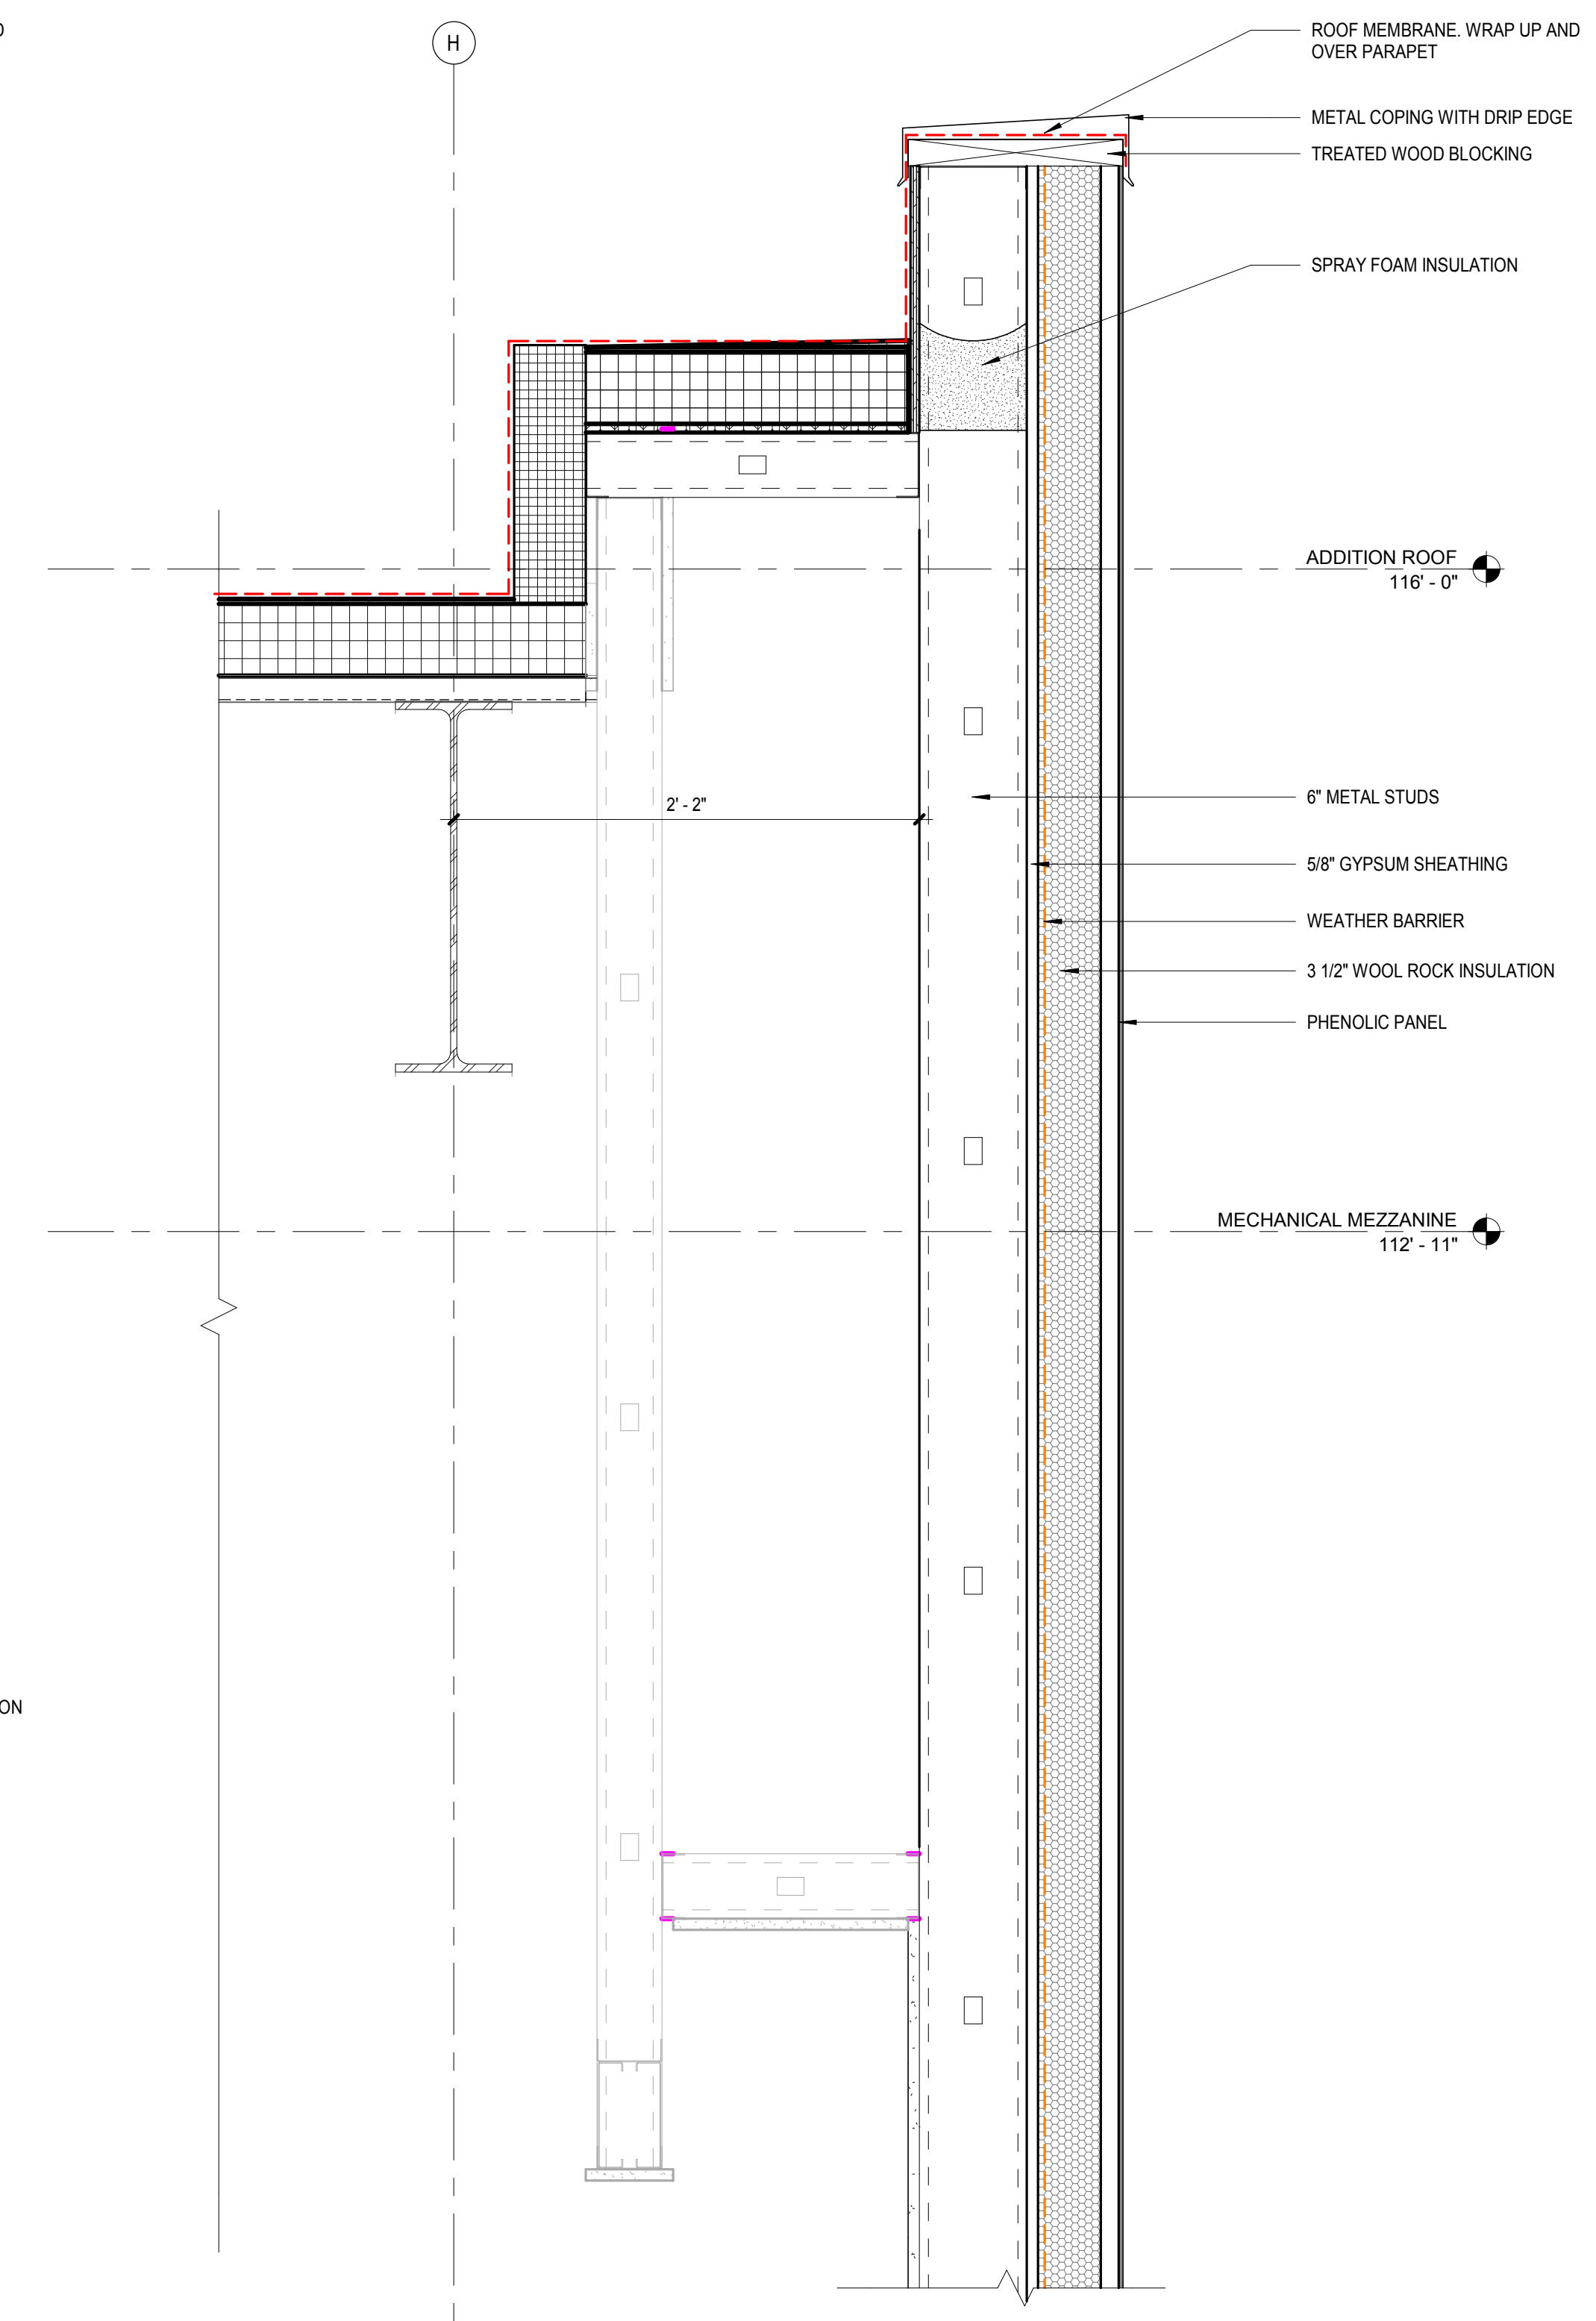 H
ROOF MEMBRANE. WRAP UP AND
OVER PARAPET
METAL COPING WITH DRIP EDGE
TREATED WOOD BLOCKING
SPRAY FOAM INSULATION
ADDITION ROOF
116' - 0"
6" METAL STUDS
2' - 2"
5/8" GYPSUM SHEATHING
WEATHER BARRIER
3 1/2" WOOL ROCK INSULATION
PHENOLIC PANEL
MECHANICAL MEZZANINE
112' - 11"
ON